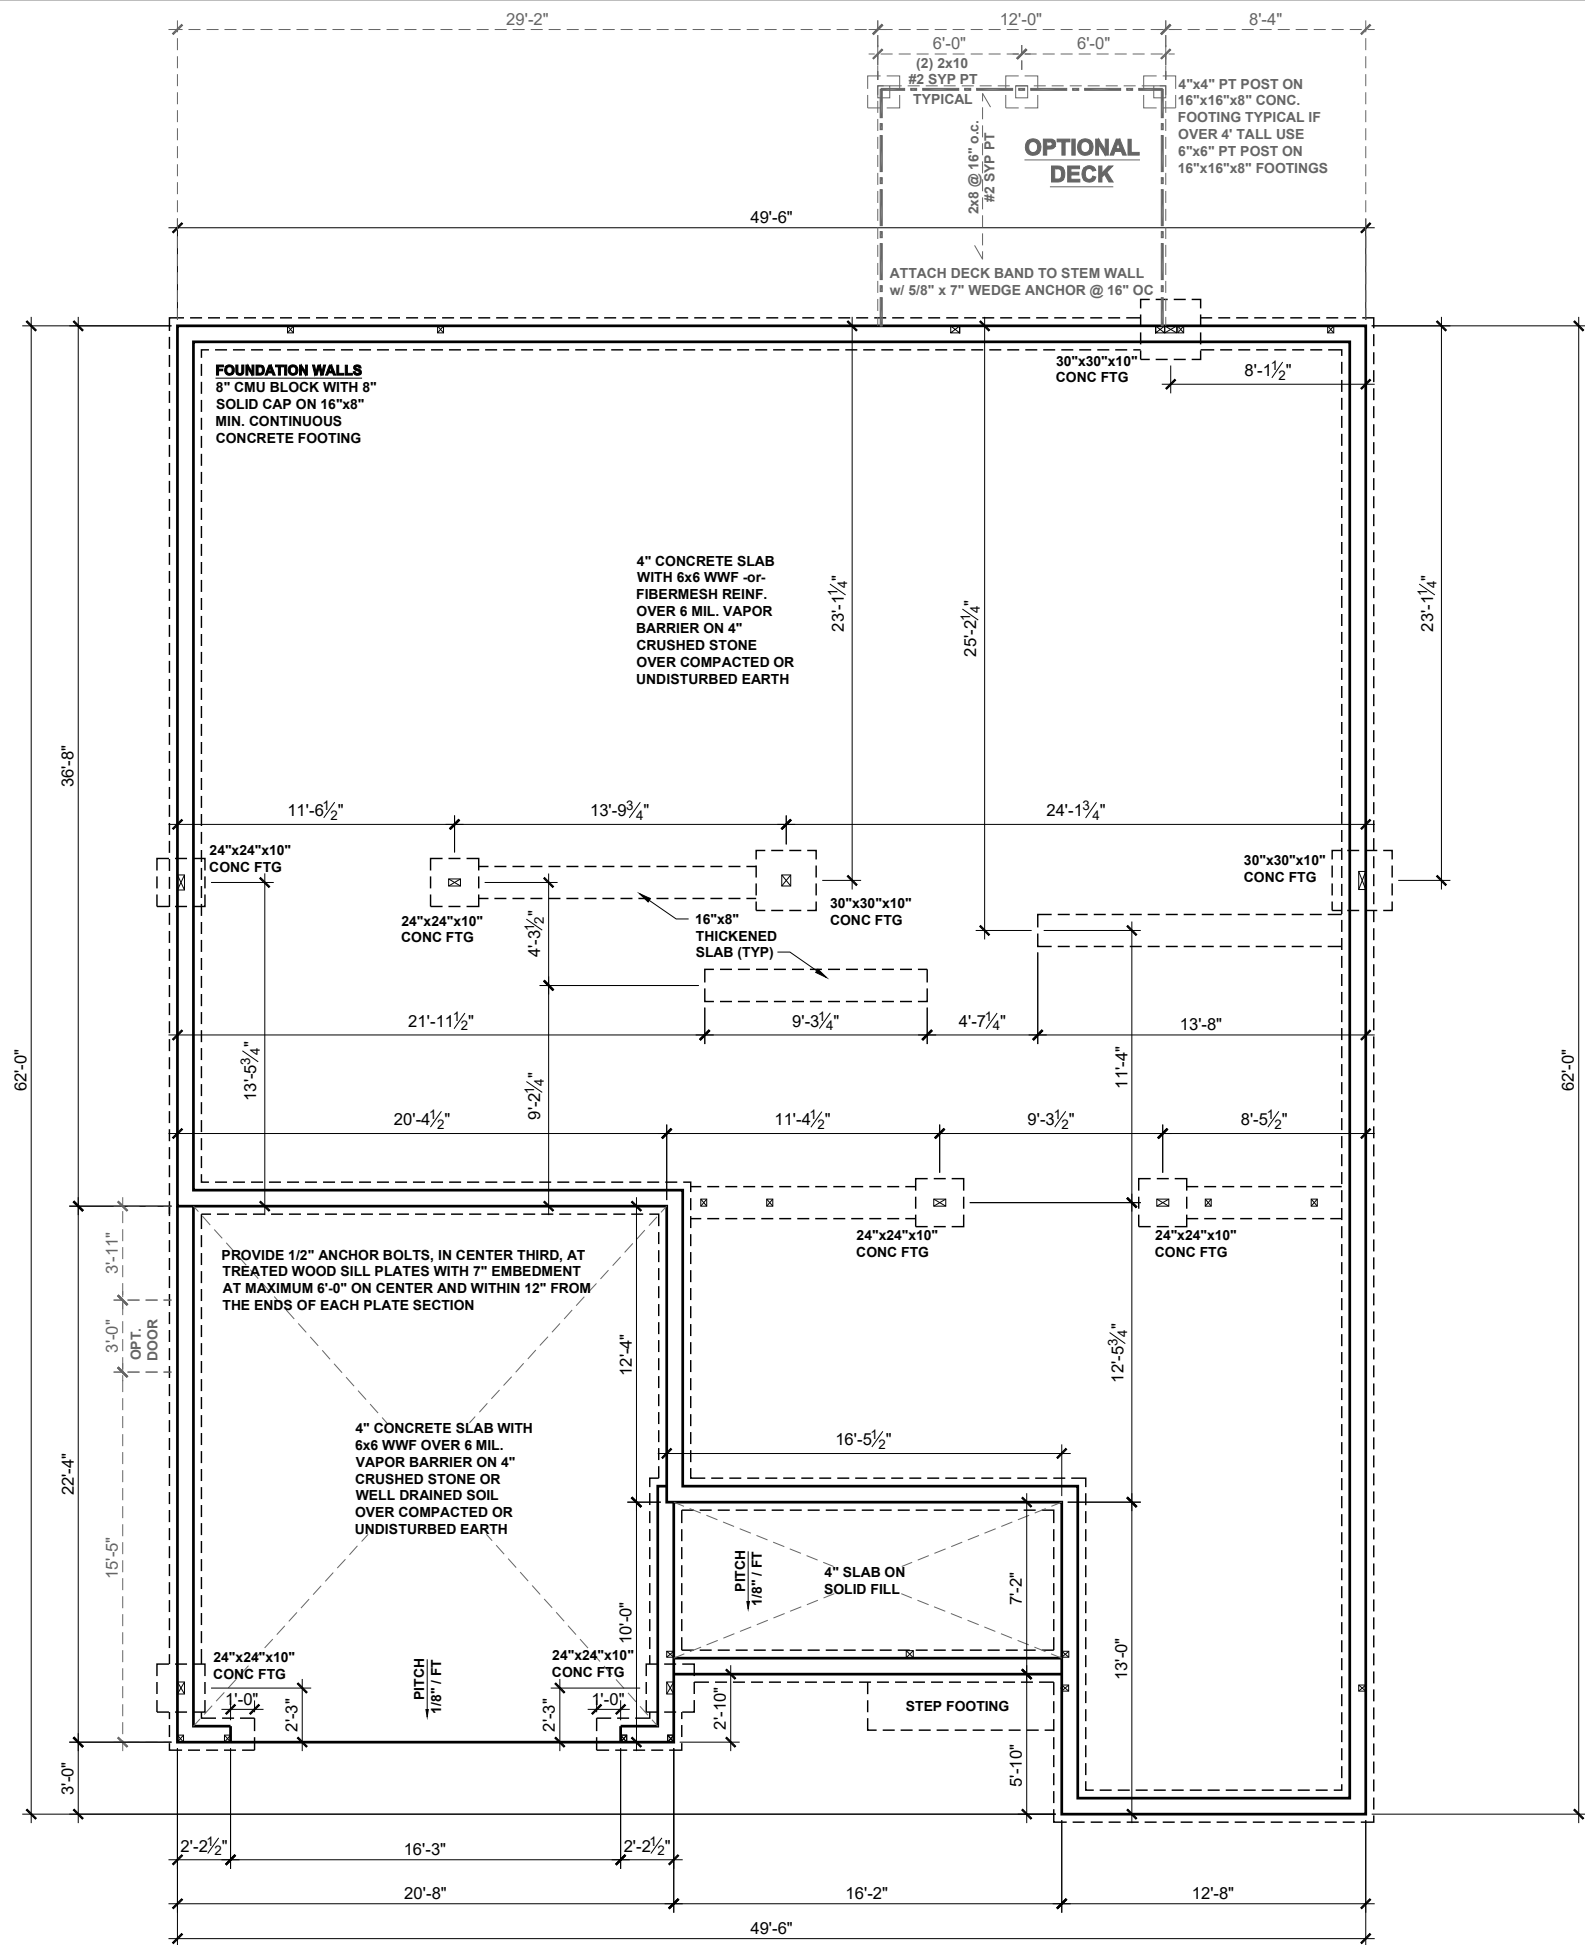 29'-2"
12'-0"
8'-4"
6'-0"
6'-0"
(2) 2x10
#2 SYP PT
TYPICAL
4"x4" PT POST ON
16"x16"x8" CONC.
FOOTING TYPICAL IF
OVER 4' TALL USE
6"x6" PT POST ON
16"x16"x8" FOOTINGS
2x8 @ 16" o.c.
#2 SYP PT
OPTIONAL
DECK
49'-6"
ATTACH DECK BAND TO STEM WALL
w/ 5/8" x 7" WEDGE ANCHOR @ 16" OC
FOUNDATION WALLS
8" CMU BLOCK WITH 8"
SOLID CAP ON 16"x8"
MIN. CONTINUOUS
CONCRETE FOOTING
30"x30"x10"
CONC FTG
8'-1½"
4" CONCRETE SLAB
WITH 6x6 WWF -or-
FIBERMESH REINF.
OVER 6 MIL. VAPOR
BARRIER ON 4"
CRUSHED STONE
OVER COMPACTED OR
UNDISTURBED EARTH
23'-1¼"
25'-2¼"
23'-1¼"
36'-8"
11'-6½"
13'-9¾"
24'-1¾"
24"x24"x10"
CONC FTG
24"x24"x10"
CONC FTG
4'-3½"
16"x8"
THICKENED
SLAB (TYP)
30"x30"x10"
CONC FTG
30"x30"x10"
CONC FTG
21'-11½"
9'-3¼"
4'-7¼"
13'-8"
62'-0"
13'-5¾"
9'-2¼"
11'-4"
62'-0"
20'-4½"
11'-4½"
9'-3½"
8'-5½"
24"x24"x10"
CONC FTG
24"x24"x10"
CONC FTG
3'-11"
3'-0"
OPT.
DOOR
15'-5"
PROVIDE 1/2" ANCHOR BOLTS, IN CENTER THIRD, AT
TREATED WOOD SILL PLATES WITH 7" EMBEDMENT
AT MAXIMUM 6'-0" ON CENTER AND WITHIN 12" FROM
THE ENDS OF EACH PLATE SECTION
12'-4"
12'-5¾"
22'-4"
4" CONCRETE SLAB WITH
6x6 WWF OVER 6 MIL.
VAPOR BARRIER ON 4"
CRUSHED STONE OR
WELL DRAINED SOIL
OVER COMPACTED OR
UNDISTURBED EARTH
16'-5½"
PITCH
1/8" / FT
4" SLAB ON
SOLID FILL
7'-2"
10'-0"
13'-0"
24"x24"x10"
CONC FTG
24"x24"x10"
CONC FTG
PITCH
1/8" / FT
1'-0"
2'-3"
2'-3"
1'-0"
2'-10"
STEP FOOTING
5'-10"
3'-0"
2'-2½"
16'-3"
2'-2½"
20'-8"
16'-2"
12'-8"
49'-6"